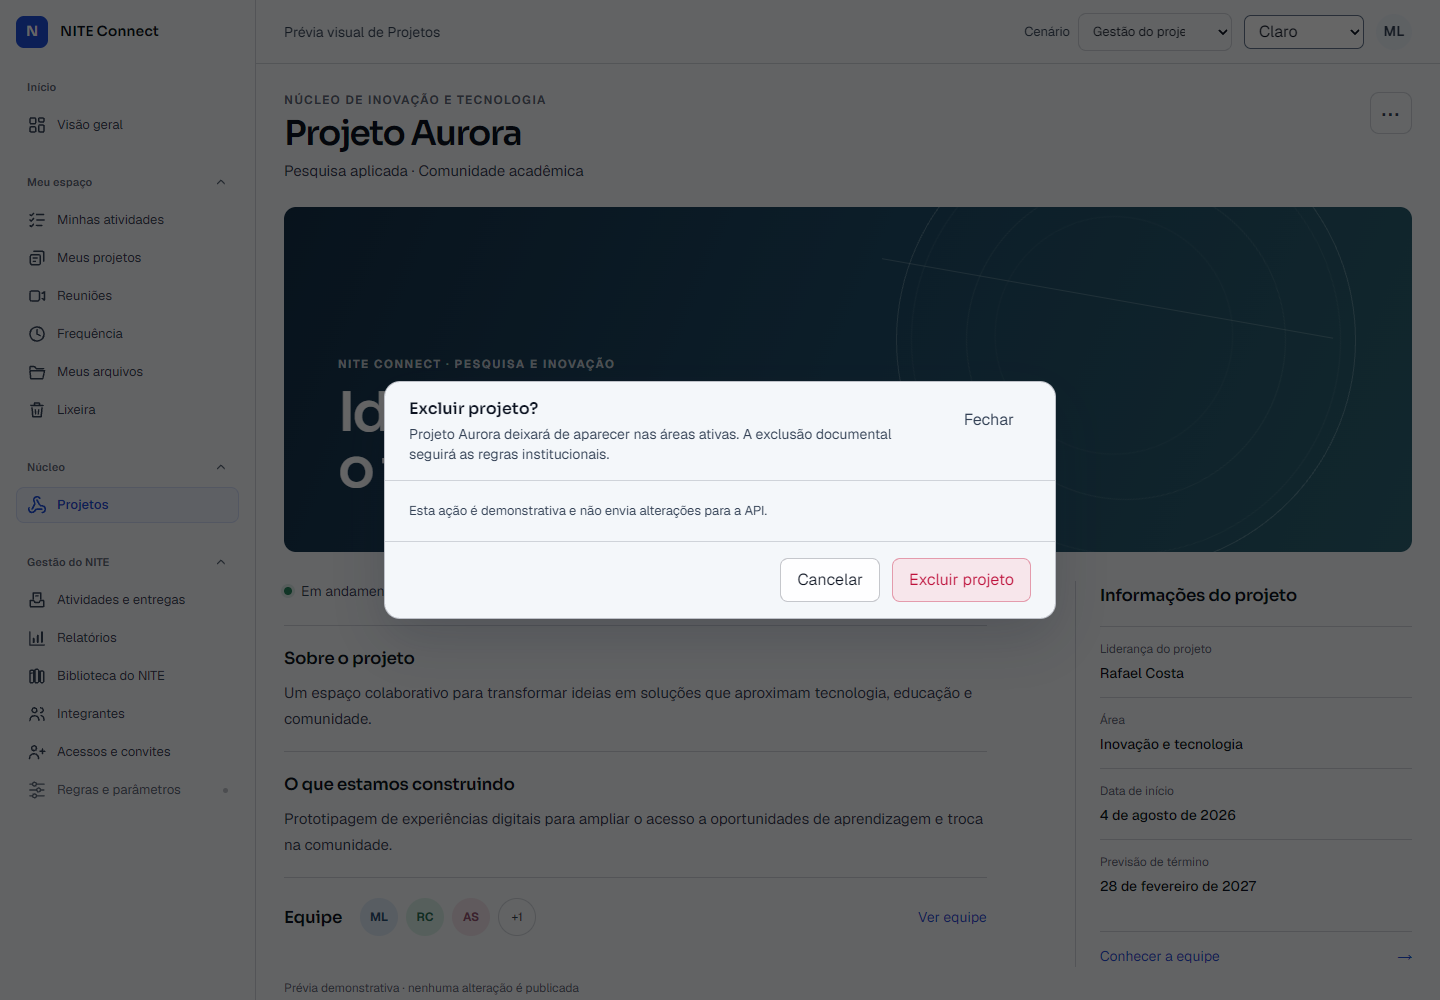 N
NITE Connect
Início
Visão geral
Meu espaço
Minhas atividades
Meus projetos
Reuniões
Frequência
Meus arquivos
Lixeira
Núcleo
Projetos
Gestão do NITE
Atividades e entregas
Relatórios
Biblioteca do NITE
Integrantes
Acessos e convites
Regras e parâmetros
Prévia visual de Projetos
Cenário
Gestão do proje
Claro
ML
NÚCLEO DE INOVAÇÃO E TECNOLOGIA
Projeto Aurora
Pesquisa aplicada · Comunidade acadêmica
...
NITE CONNECT · PESQUISA E INOVAÇÃO
Excluir projeto?
Projeto Aurora deixará de aparecer nas áreas ativas. A exclusão documental
seguirá as regras institucionais.
Fechar
Esta ação é demonstrativa e não envia alterações para a API.
Cancelar
Excluir projeto
Sobre o projeto
Um espaço colaborativo para transformar ideias em soluções que aproximam tecnologia, educação e
comunidade.
O que estamos construindo
Prototipagem de experiências digitais para ampliar o acesso a oportunidades de aprendizagem e troca
na comunidade.
Equipe
ML
RC
AS
+1
Ver equipe
Prévia demonstrativa · nenhuma alteração é publicada
Informações do projeto
Liderança do projeto
Rafael Costa
Área
Inovação e tecnologia
Data de início
4 de agosto de 2026
Previsão de término
28 de fevereiro de 2027
Conhecer a equipe →